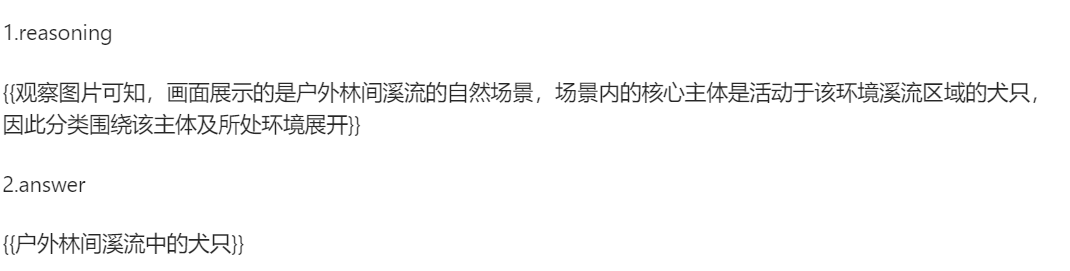 1.reasoning
{{观察图片可知，画面展示的是户外林间溪流的自然场景，场景内的核心主体是活动于该环境溪流区域的犬只，
因此分类围绕该主体及所处环境展开}}
2.answer
{{户外林间溪流中的犬只}}